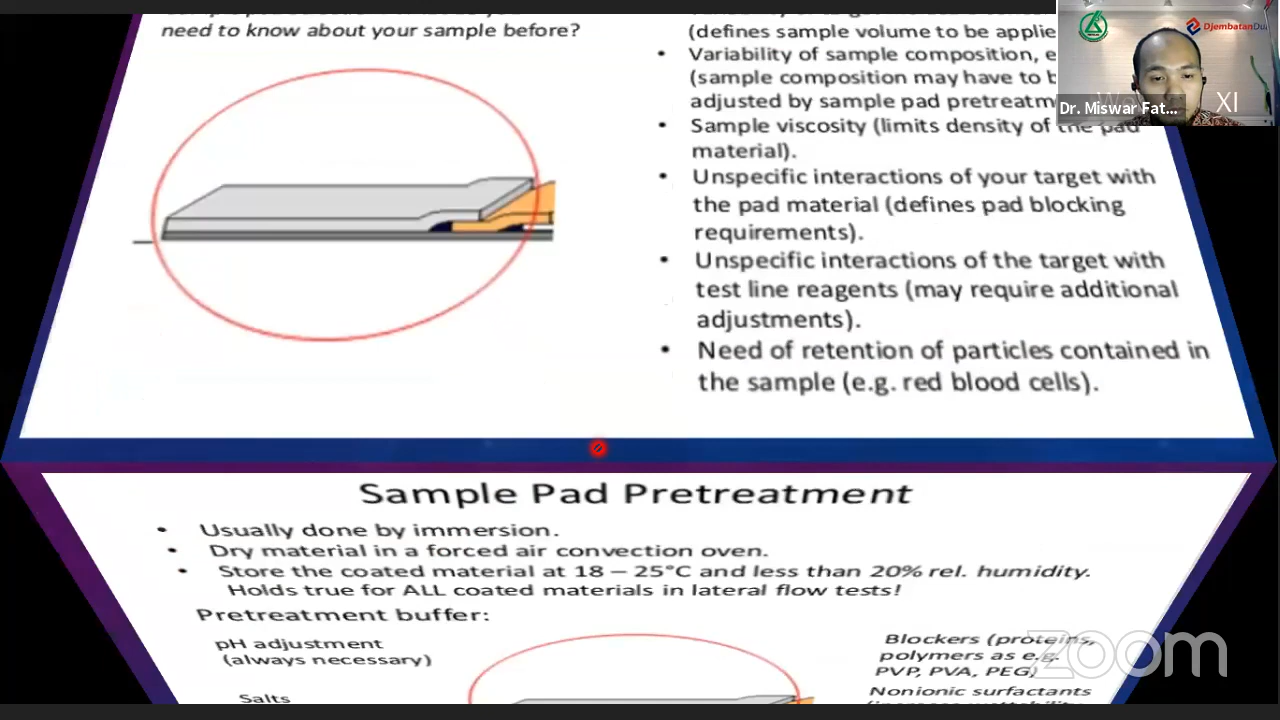 need to know about your sample before?
(defines sample volume to be applie
• Variability of sample composition, e
(sample composition may have to b
adjusted by sample pad pretreatm
• Sample viscosity (limits density of the pad
material).
• Unspecific interactions of your target with
the pad material (defines pad blocking
requirements).
• Unspecific interactions of the target with
test line reagents (may require additional
adjustments).
• Need of retention of particles contained in
the sample (e.g. red blood cells).
DjembatanDu
XI
Dr. Miswar Fat...
Sample Pad Pretreatment
• Usually done by immersion.
• Dry material in a forced air convection oven.
• Store the coated material at 18 – 25°C and less than 20% rel. humidity.
Holds true for ALL coated materials in lateral flow tests!
Pretreatment buffer:
pH adjustment
(always necessary)
Salts
Blockers (proteins,
polymers as e.g.
PVP, PVA, PEG)
Nonionic surfactants
zoom